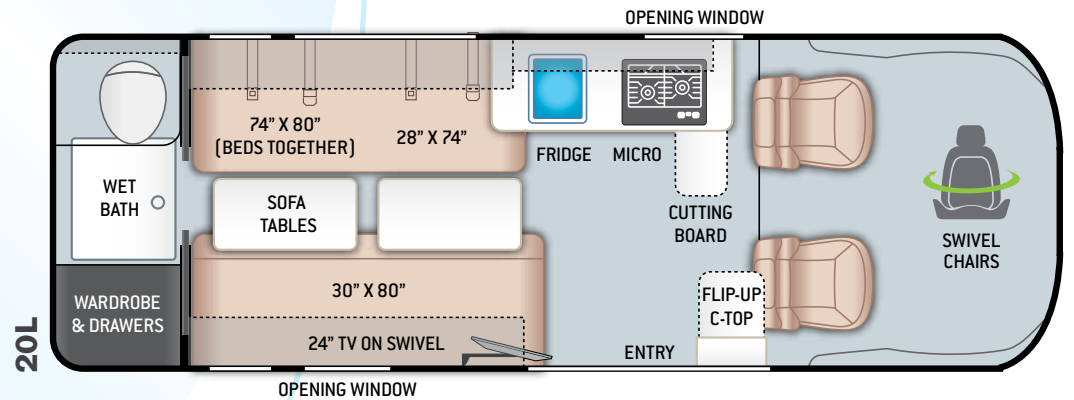 OPENING WINDOW
74” X 80”
(BEDS TOGETHER)
28” X 74”
FRIDGE
MICRO
WET
BATH
SOFA
TABLES
CUTTING
BOARD
SWIVEL
CHAIRS
30” X 80”
WARDROBE
& DRAWERS
FLIP-UP
C-TOP
24” TV ON SWIVEL
ENTRY
OPENING WINDOW
20L